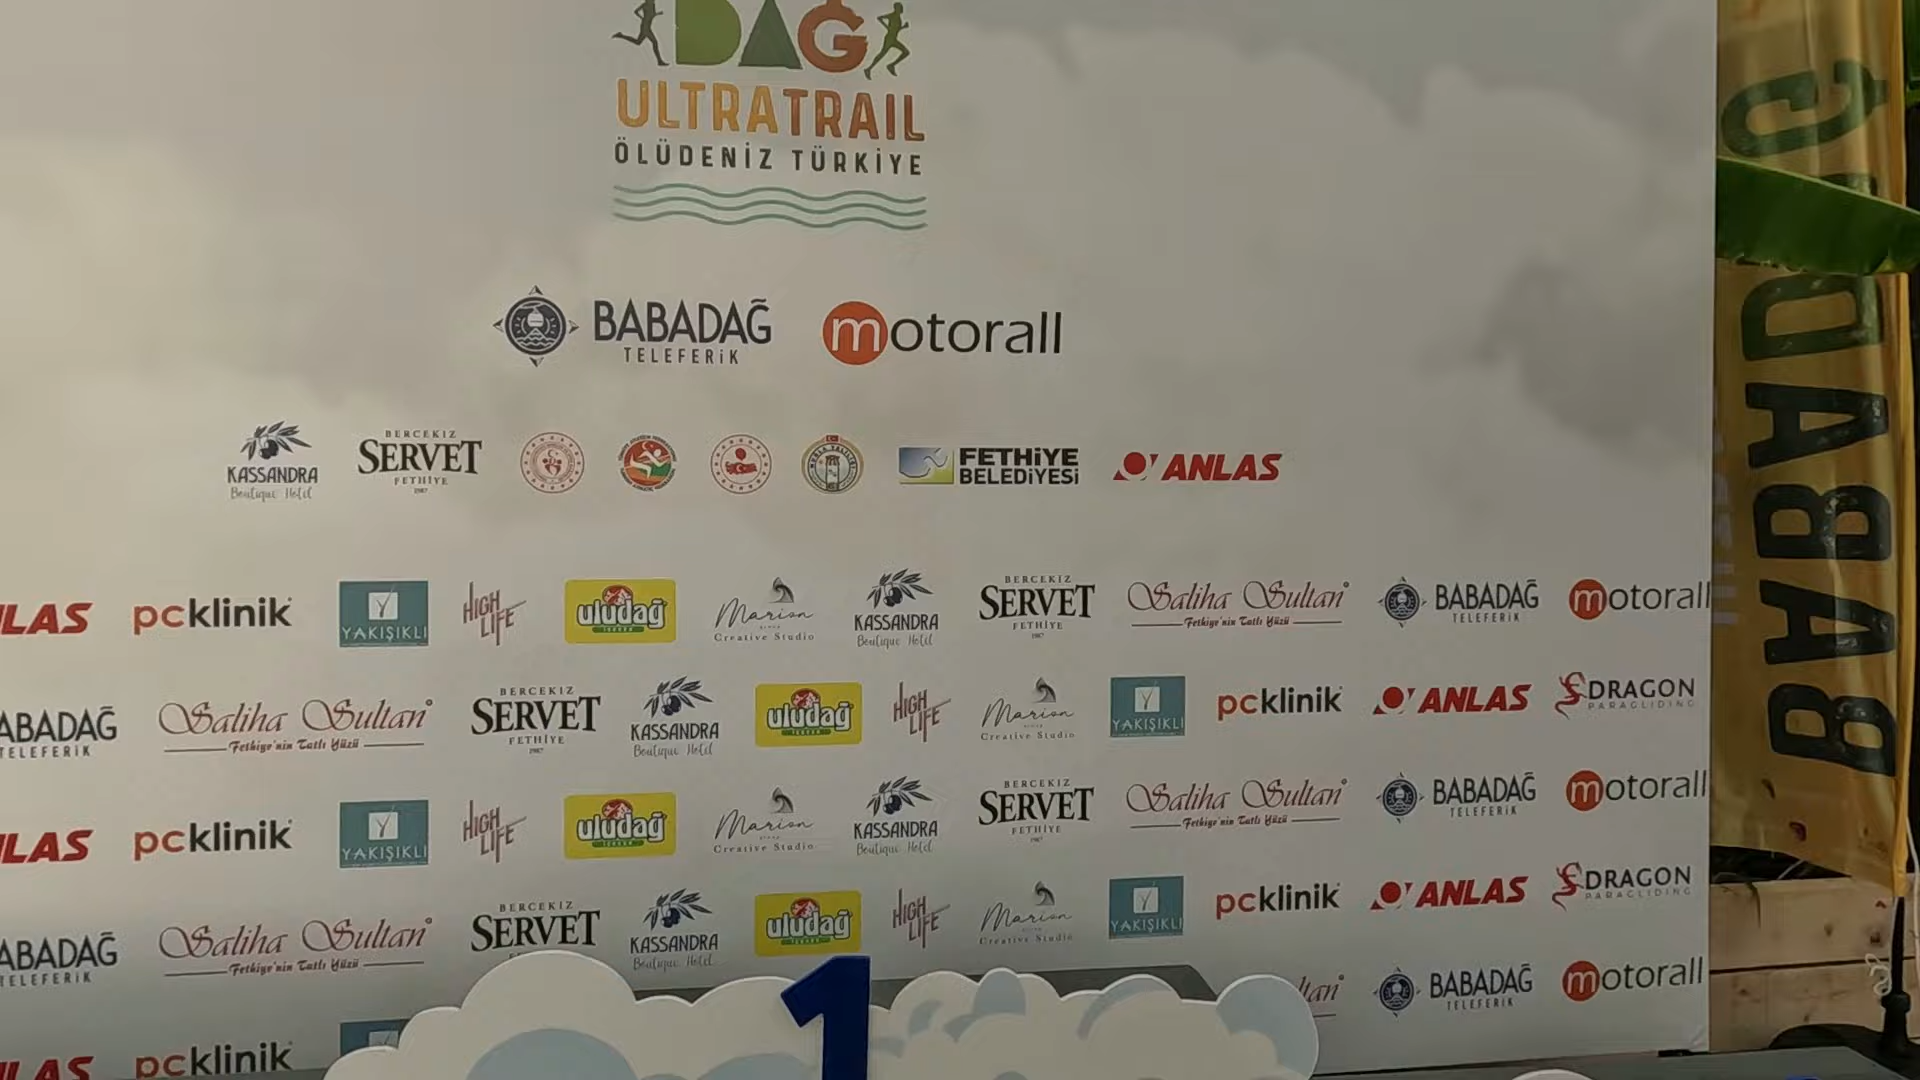 DAĞ
ULTRATRAIL
ÖLÜDENİZ TÜRKİYE
BABADAĞ
TELEFERİK
motorall
KASSANDRA
Boutique Hotel
BERCEKIZ
SERVET
FETHİYE
1987
FETHİYE
BELEDİYESİ
ANLAS
LAS
pcklinik
YAKIŞIKLI
HIGH
LIFE
uludağ
Marion
Creative Studio
KASSANDRA
Boutique Hotel
BERCEKIZ
SERVET
FETHİYE
1987
Saliha Sultan
Fethiye'nin Tatlı Yüzü
BABADAĞ
TELEFERİK
motorall
ABADAĞ
TELEFERİK
Saliha Sultan
Fethiye'nin Tatlı Yüzü
BERCEKIZ
SERVET
FETHİYE
1987
KASSANDRA
Boutique Hotel
uludağ
HIGH
LIFE
Marion
Creative Studio
YAKIŞIKLI
pcklinik
ANLAS
DRAGON
PARAGLIDING
LAS
pcklinik
YAKIŞIKLI
HIGH
LIFE
uludağ
Marion
Creative Studio
KASSANDRA
Boutique Hotel
BERCEKIZ
SERVET
FETHİYE
1987
Saliha Sultan
Fethiye'nin Tatlı Yüzü
BABADAĞ
TELEFERİK
motorall
ABADAĞ
TELEFERİK
Saliha Sultan
Fethiye'nin Tatlı Yüzü
BERCEKIZ
SERVET
KASSANDRA
Boutique Hotel
uludağ
HIGH
LIFE
Marion
Creative Studio
YAKIŞIKLI
pcklinik
ANLAS
DRAGON
PARAGLIDING
LAS
pcklinik
1
ltan
BABADAĞ
TELEFERİK
motorall
BABADAĞ